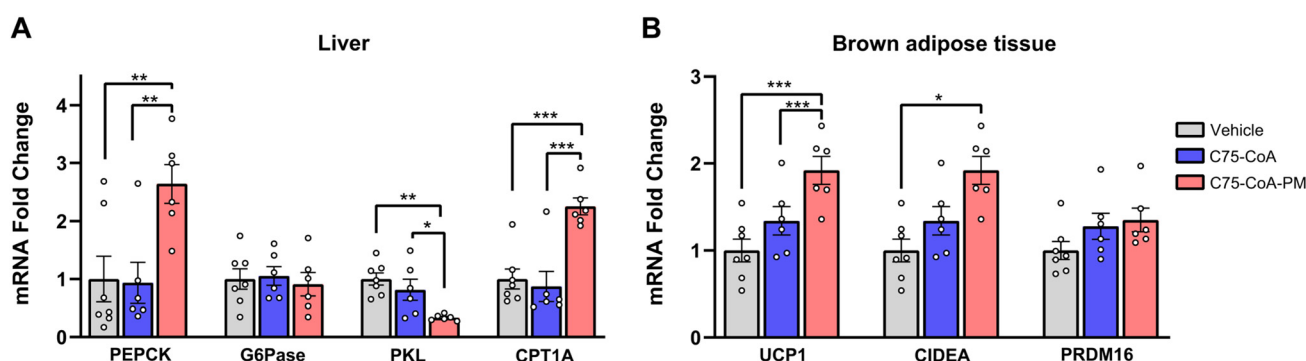 A
Liver
mRNA Fold Change
4
3
2
1
0
**
**
**
*
***
***
PEPCK
G6Pase
PKL
CPT1A
B
Brown adipose tissue
mRNA Fold Change
3
2
1
0
***
***
*
UCP1
CIDEA
PRDM16
Vehicle
C75-CoA
C75-CoA-PM